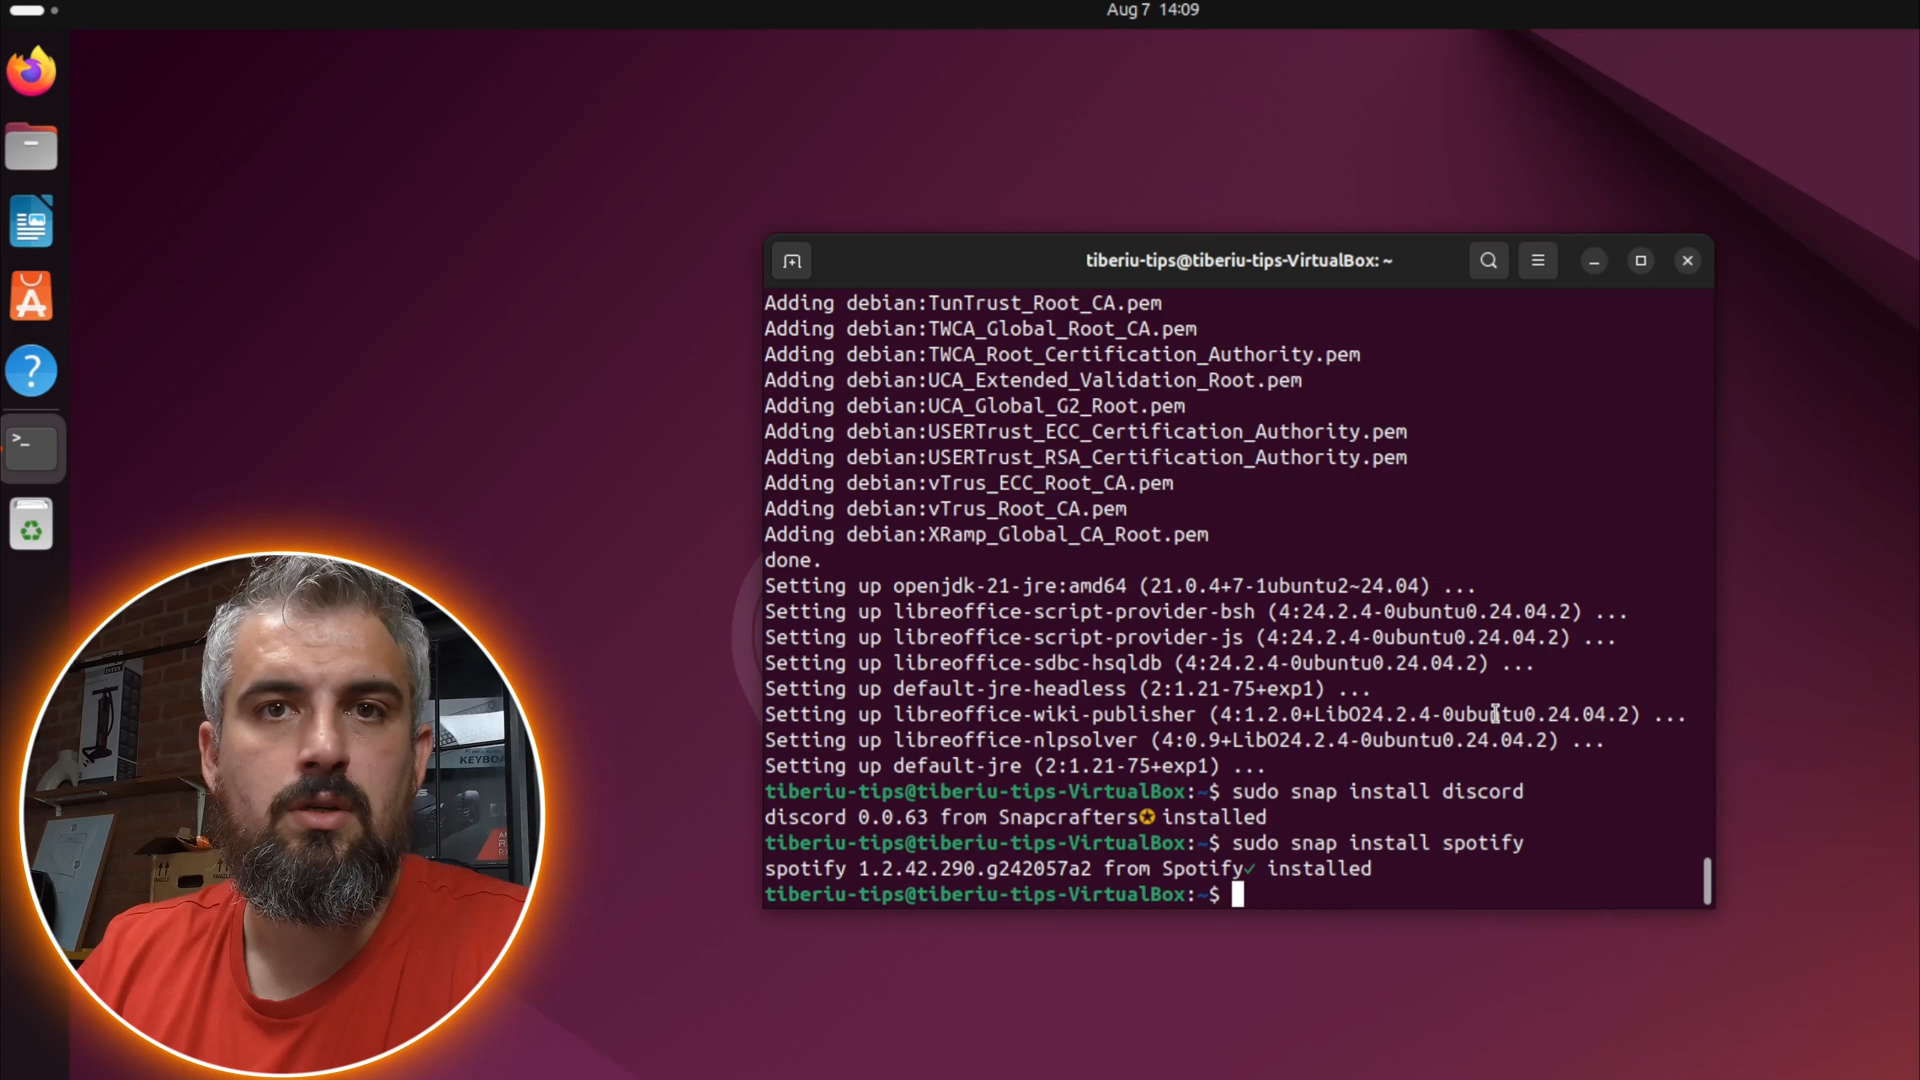 Aug 7 14:09
tiberiu-tips@tiberiu-tips-VirtualBox: ~
Adding debian:TunTrust_Root_CA.pem
Adding debian:TWCA_Global_Root_CA.pem
Adding debian:TWCA_Root_Certification_Authority.pem
Adding debian:UCA_Extended_Validation_Root.pem
Adding debian:UCA_Global_G2_Root.pem
Adding debian:USERTrust_ECC_Certification_Authority.pem
Adding debian:USERTrust_RSA_Certification_Authority.pem
Adding debian:vTrus_ECC_Root_CA.pem
Adding debian:vTrus_Root_CA.pem
Adding debian:XRamp_Global_CA_Root.pem
done.
Setting up openjdk-21-jre:amd64 (21.0.4+7-1ubuntu2~24.04) ...
Setting up libreoffice-script-provider-bsh (4:24.2.4-0ubuntu0.24.04.2) ...
Setting up libreoffice-script-provider-js (4:24.2.4-0ubuntu0.24.04.2) ...
Setting up libreoffice-sdbc-hsqldb (4:24.2.4-0ubuntu0.24.04.2) ...
Setting up default-jre-headless (2:1.21-75+exp1) ...
Setting up libreoffice-wiki-publisher (4:1.2.0+LibO24.2.4-0ubuntu0.24.04.2) ...
Setting up libreoffice-nlpsolver (4:0.9+LibO24.2.4-0ubuntu0.24.04.2) ...
Setting up default-jre (2:1.21-75+exp1) ...
tiberiu-tips@tiberiu-tips-VirtualBox:~$ sudo snap install discord
discord 0.0.63 from Snapcrafters✪ installed
tiberiu-tips@tiberiu-tips-VirtualBox:~$ sudo snap install spotify
spotify 1.2.42.290.g242057a2 from Spotify✓ installed
tiberiu-tips@tiberiu-tips-VirtualBox:~$